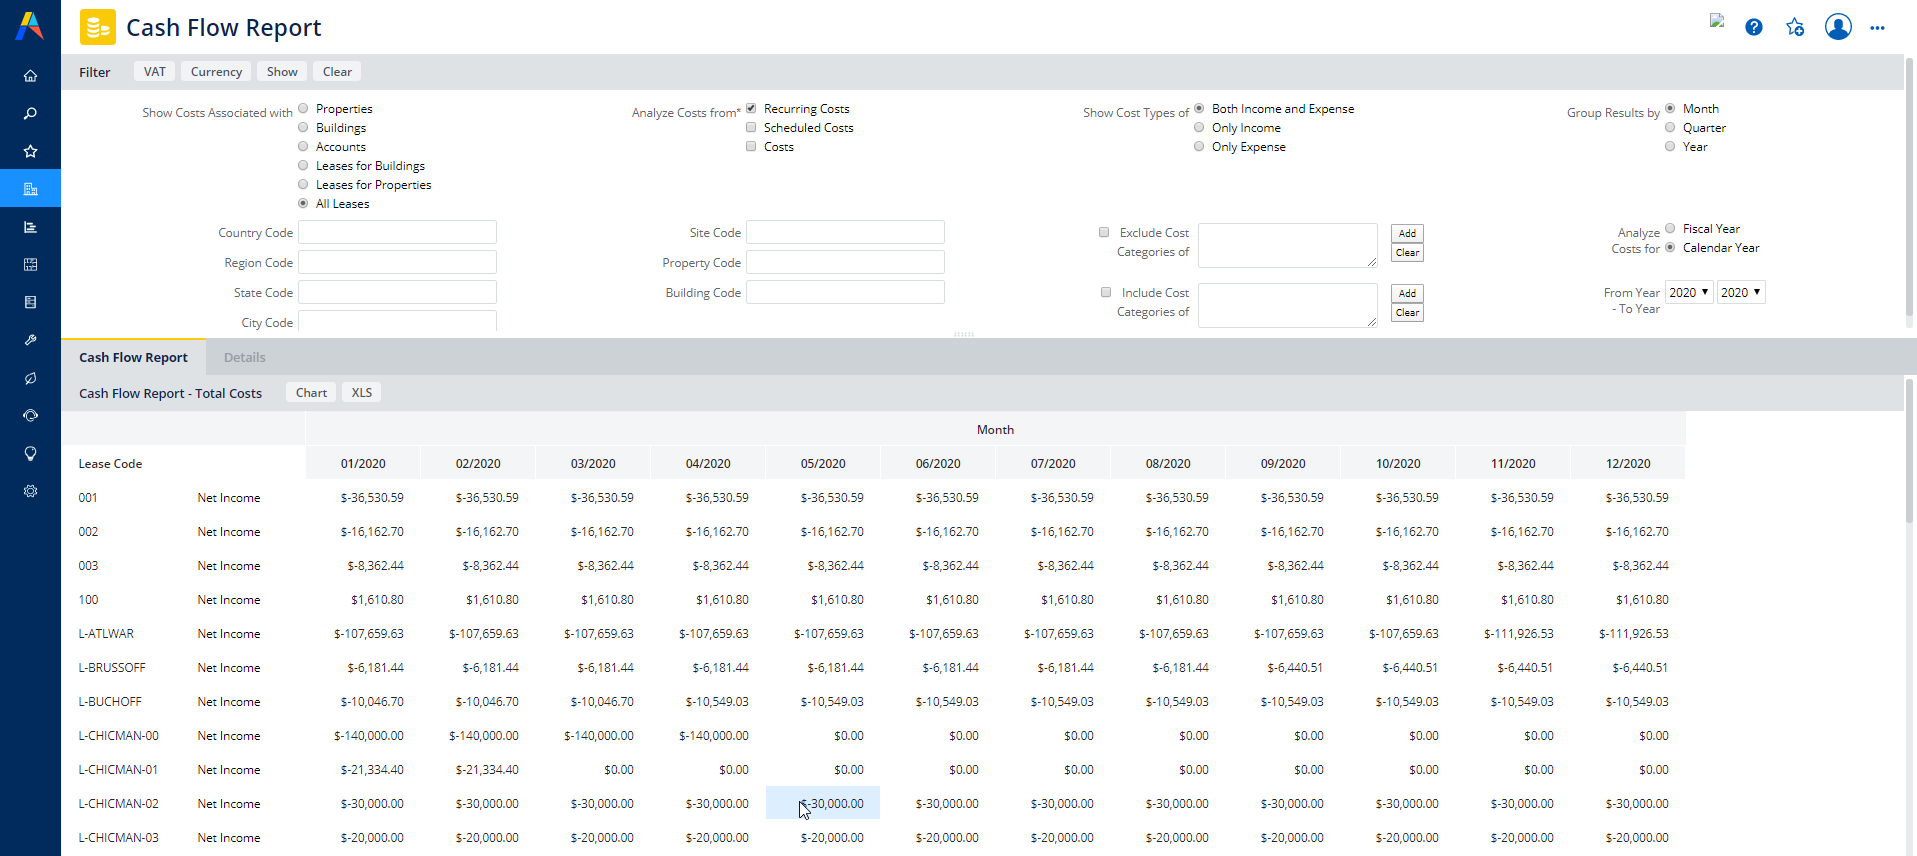 Cash Flow Report
Filter VAT Currency Show Clear
Show Costs Associated with Properties Analyze Costs from* Recurring Costs Show Cost Types of Both Income and Expense Group Results by Month
Buildings Scheduled Costs Only Income Quarter
Accounts Costs Only Expense Year
Leases for Buildings
Leases for Properties
All Leases
Country Code Site Code Exclude Cost Categories of Add Clear Analyze Costs for Fiscal Year Calendar Year
Region Code Property Code
State Code Building Code Include Cost Categories of Add Clear From Year - To Year 2020 2020
City Code
Cash Flow Report Details
Cash Flow Report - Total Costs Chart XLS
Month
Lease Code 01/2020 02/2020 03/2020 04/2020 05/2020 06/2020 07/2020 08/2020 09/2020 10/2020 11/2020 12/2020
001 Net Income $-36,530.59 $-36,530.59 $-36,530.59 $-36,530.59 $-36,530.59 $-36,530.59 $-36,530.59 $-36,530.59 $-36,530.59 $-36,530.59 $-36,530.59 $-36,530.59
002 Net Income $-16,162.70 $-16,162.70 $-16,162.70 $-16,162.70 $-16,162.70 $-16,162.70 $-16,162.70 $-16,162.70 $-16,162.70 $-16,162.70 $-16,162.70 $-16,162.70
003 Net Income $-8,362.44 $-8,362.44 $-8,362.44 $-8,362.44 $-8,362.44 $-8,362.44 $-8,362.44 $-8,362.44 $-8,362.44 $-8,362.44 $-8,362.44 $-8,362.44
100 Net Income $1,610.80 $1,610.80 $1,610.80 $1,610.80 $1,610.80 $1,610.80 $1,610.80 $1,610.80 $1,610.80 $1,610.80 $1,610.80 $1,610.80
L-ATLWAR Net Income $-107,659.63 $-107,659.63 $-107,659.63 $-107,659.63 $-107,659.63 $-107,659.63 $-107,659.63 $-107,659.63 $-107,659.63 $-107,659.63 $-111,926.53 $-111,926.53
L-BRUSSOFF Net Income $-6,181.44 $-6,181.44 $-6,181.44 $-6,181.44 $-6,181.44 $-6,181.44 $-6,181.44 $-6,181.44 $-6,440.51 $-6,440.51 $-6,440.51 $-6,440.51
L-BUCHOFF Net Income $-10,046.70 $-10,046.70 $-10,046.70 $-10,549.03 $-10,549.03 $-10,549.03 $-10,549.03 $-10,549.03 $-10,549.03 $-10,549.03 $-10,549.03 $-10,549.03
L-CHICMAN-00 Net Income $-140,000.00 $-140,000.00 $-140,000.00 $-140,000.00 $0.00 $0.00 $0.00 $0.00 $0.00 $0.00 $0.00 $0.00
L-CHICMAN-01 Net Income $-21,334.40 $-21,334.40 $0.00 $0.00 $0.00 $0.00 $0.00 $0.00 $0.00 $0.00 $0.00 $0.00
L-CHICMAN-02 Net Income $-30,000.00 $-30,000.00 $-30,000.00 $-30,000.00 $-30,000.00 $-30,000.00 $-30,000.00 $-30,000.00 $-30,000.00 $-30,000.00 $-30,000.00 $-30,000.00
L-CHICMAN-03 Net Income $-20,000.00 $-20,000.00 $-20,000.00 $-20,000.00 $-20,000.00 $-20,000.00 $-20,000.00 $-20,000.00 $-20,000.00 $-20,000.00 $-20,000.00 $-20,000.00